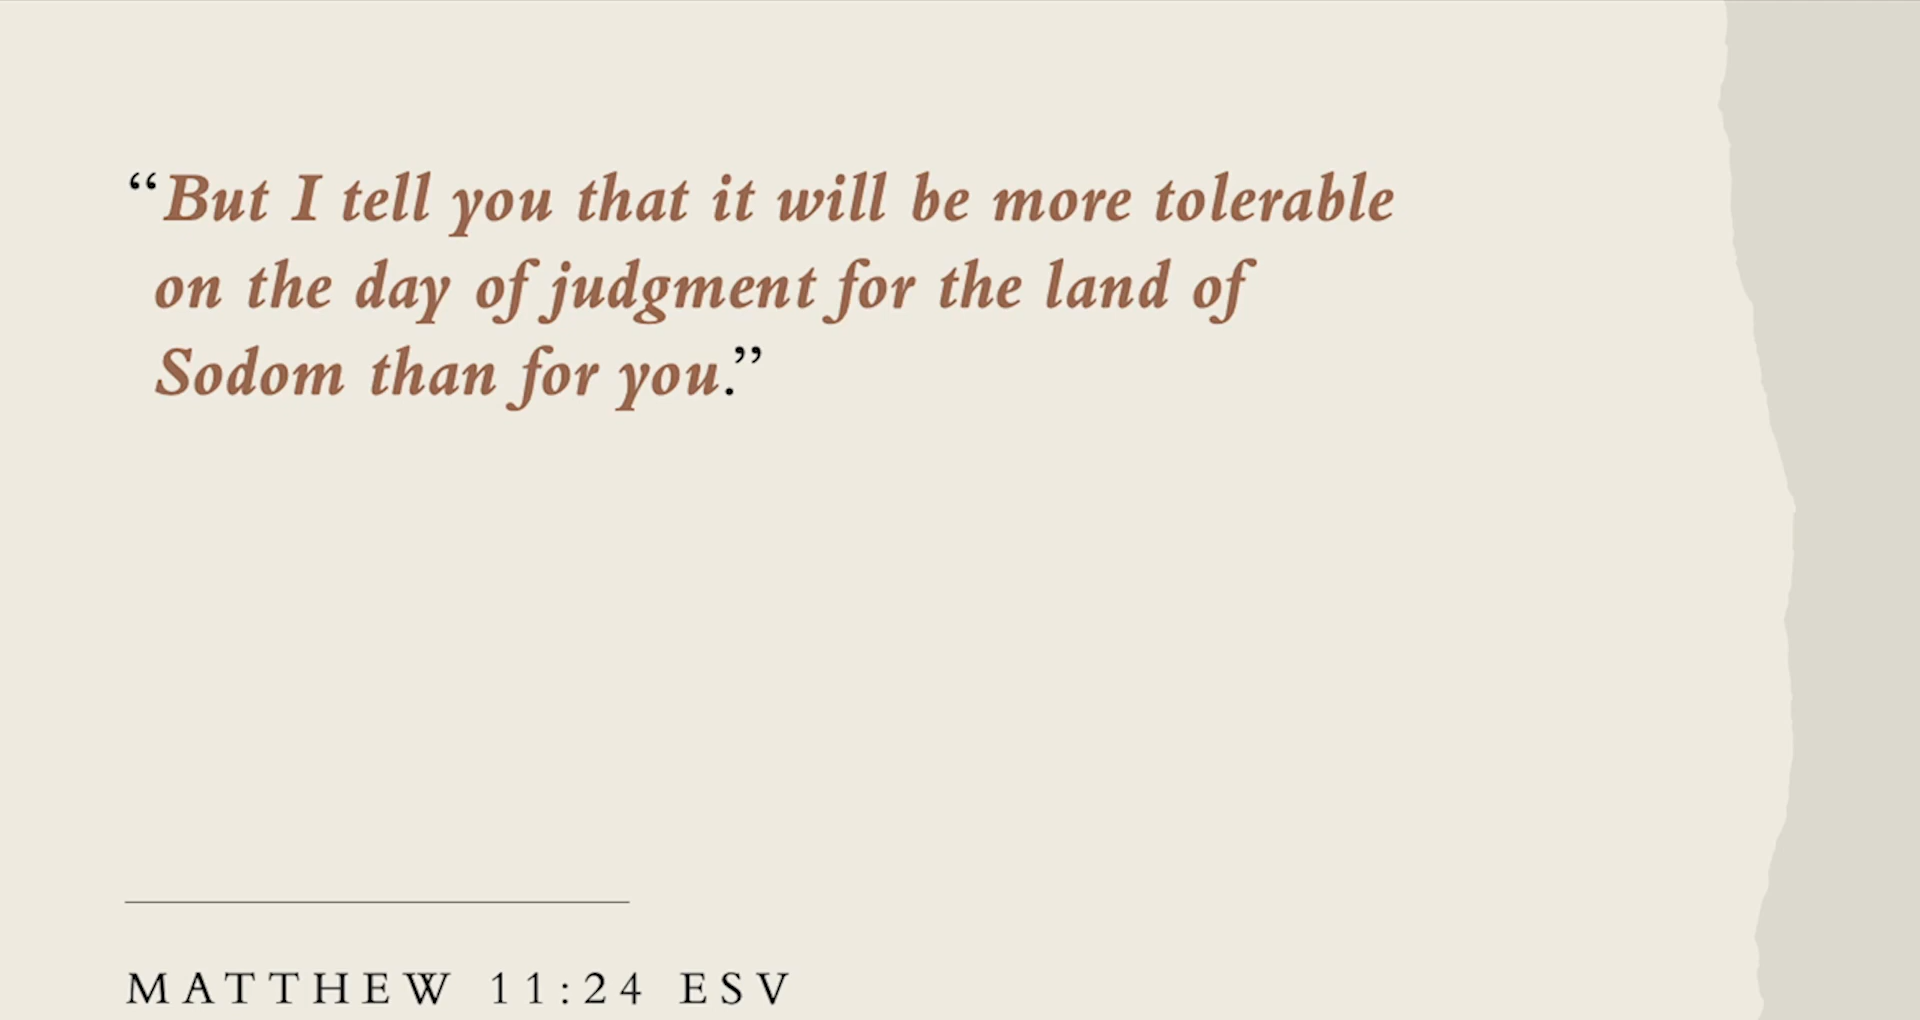 “But I tell you that it will be more tolerable
on the day of judgment for the land of
Sodom than for you.”
MATTHEW 11:24 ESV